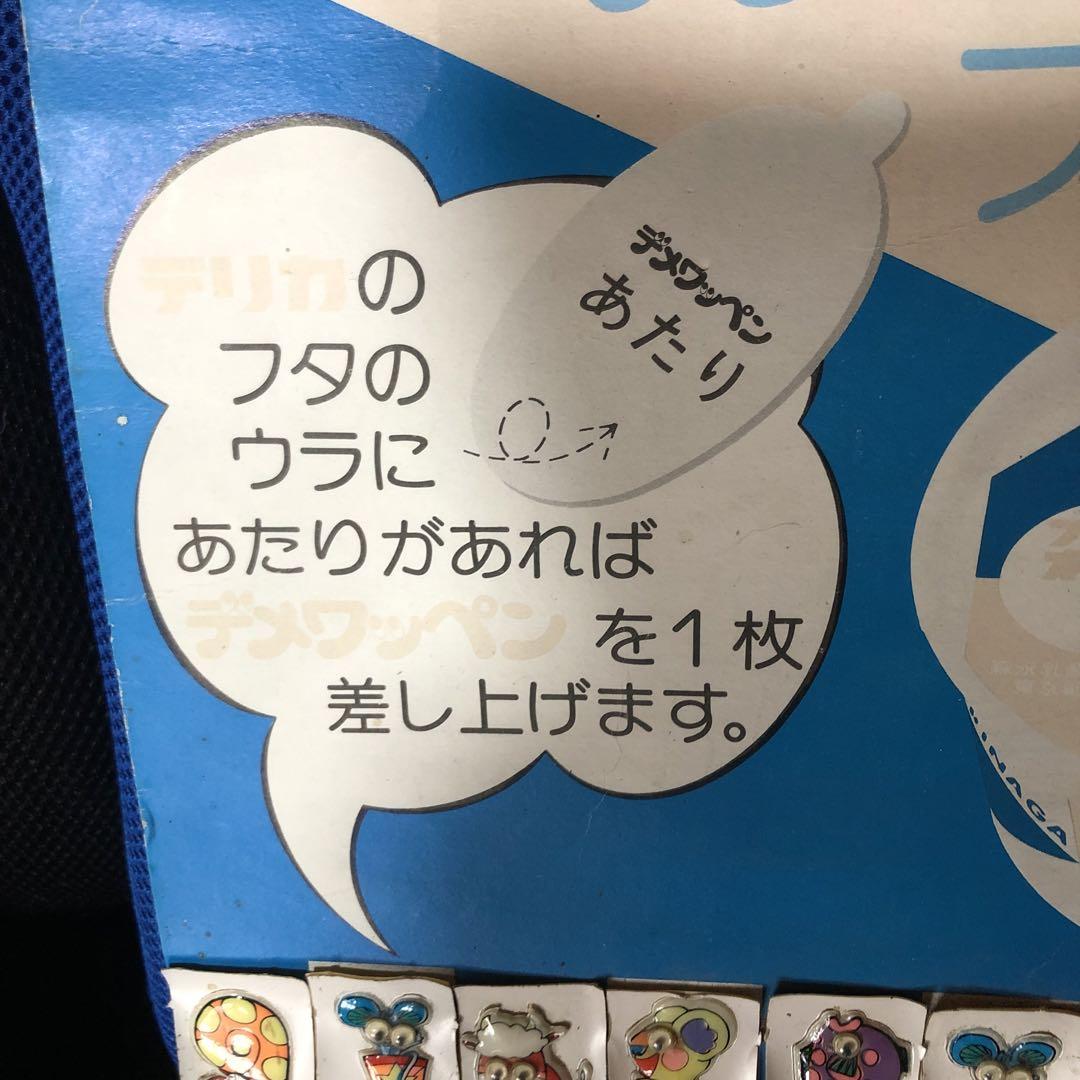 デリカの
フタの
ウラに
あたりがあれば
デメワッペンを1枚
差し上げます。
デメワッペン
あたり
INAGA